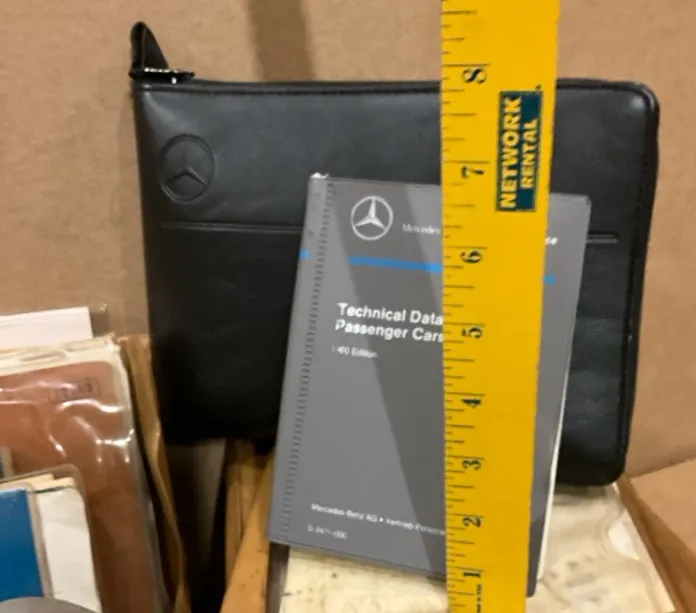 8
NETWORK
RENTAL
7
6
5
4
3
2
1
Mercedes
Technical Data
Passenger Cars
Edition
Mercedes-Benz AG •